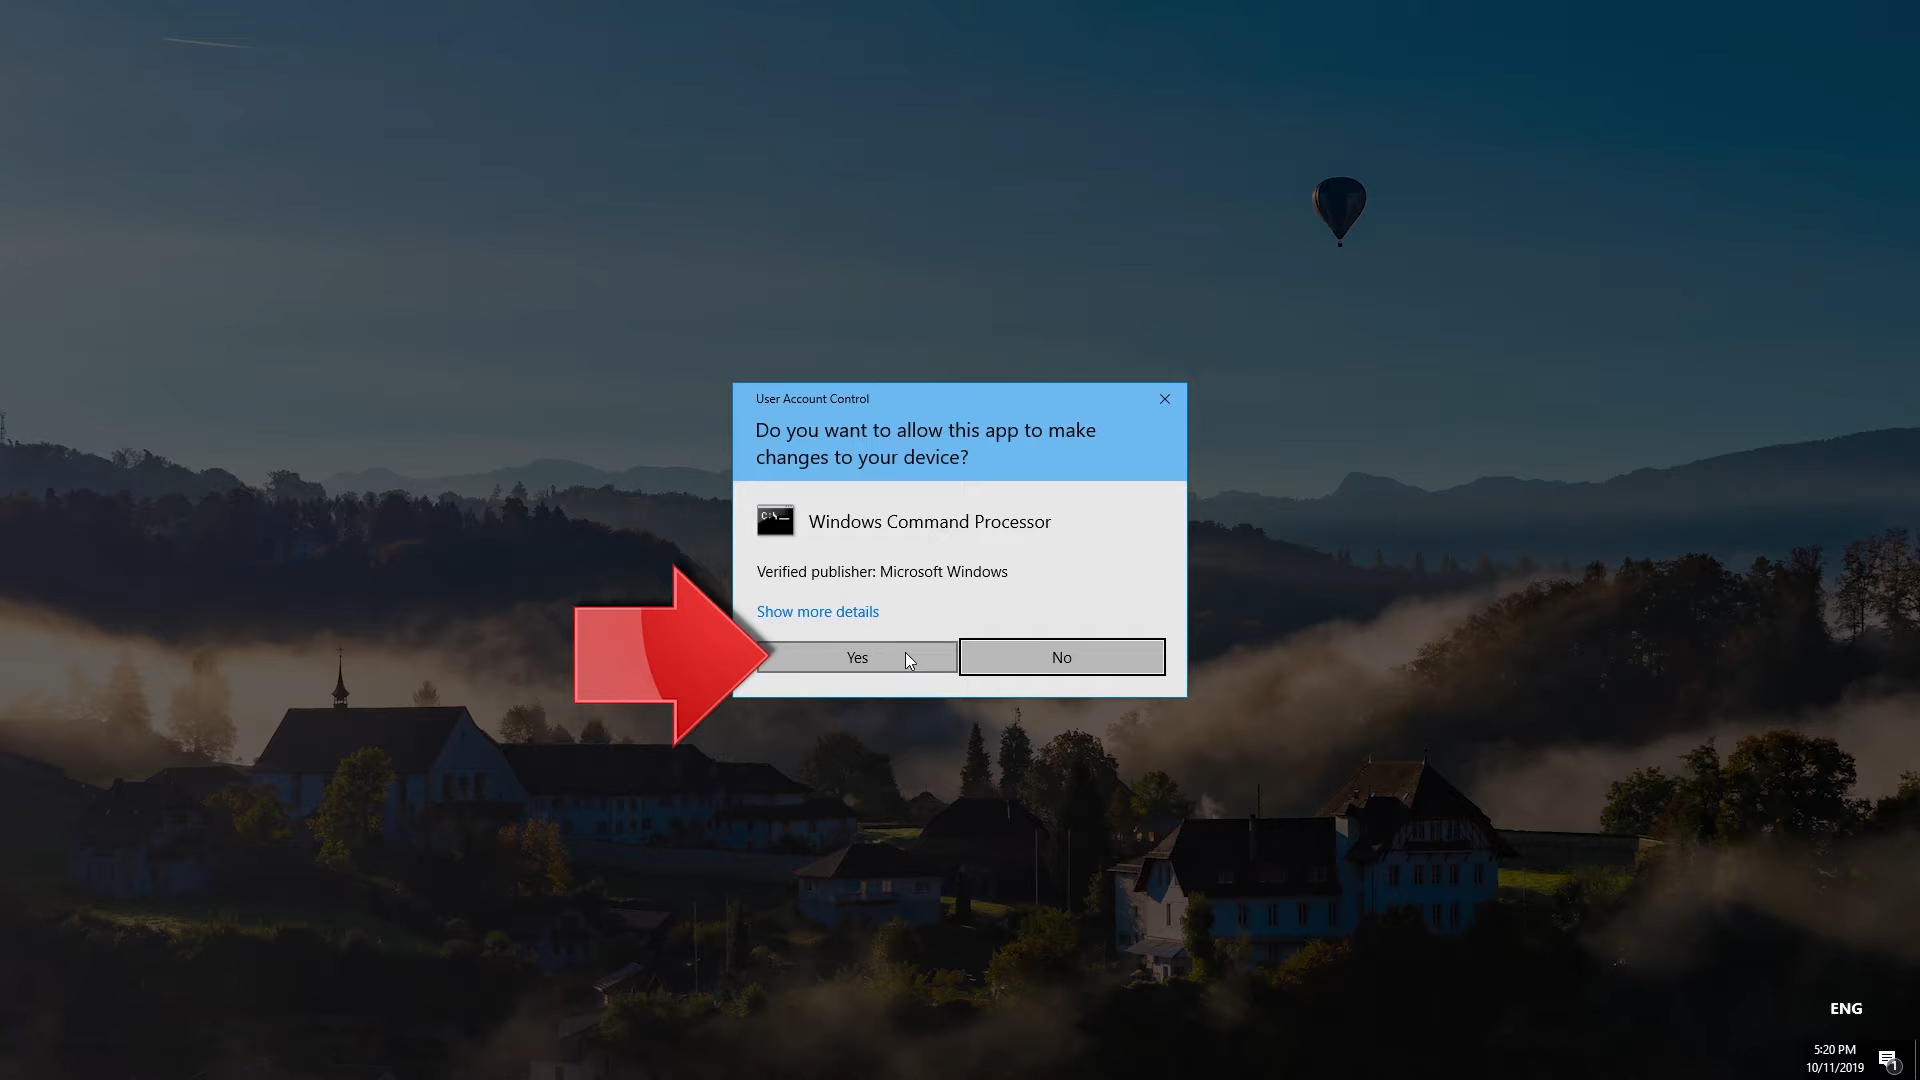 User Account Control
Do you want to allow this app to make
changes to your device?
C:\
Windows Command Processor
Verified publisher: Microsoft Windows
Show more details
Yes
No
ENG
5:20 PM
10/11/2019
1